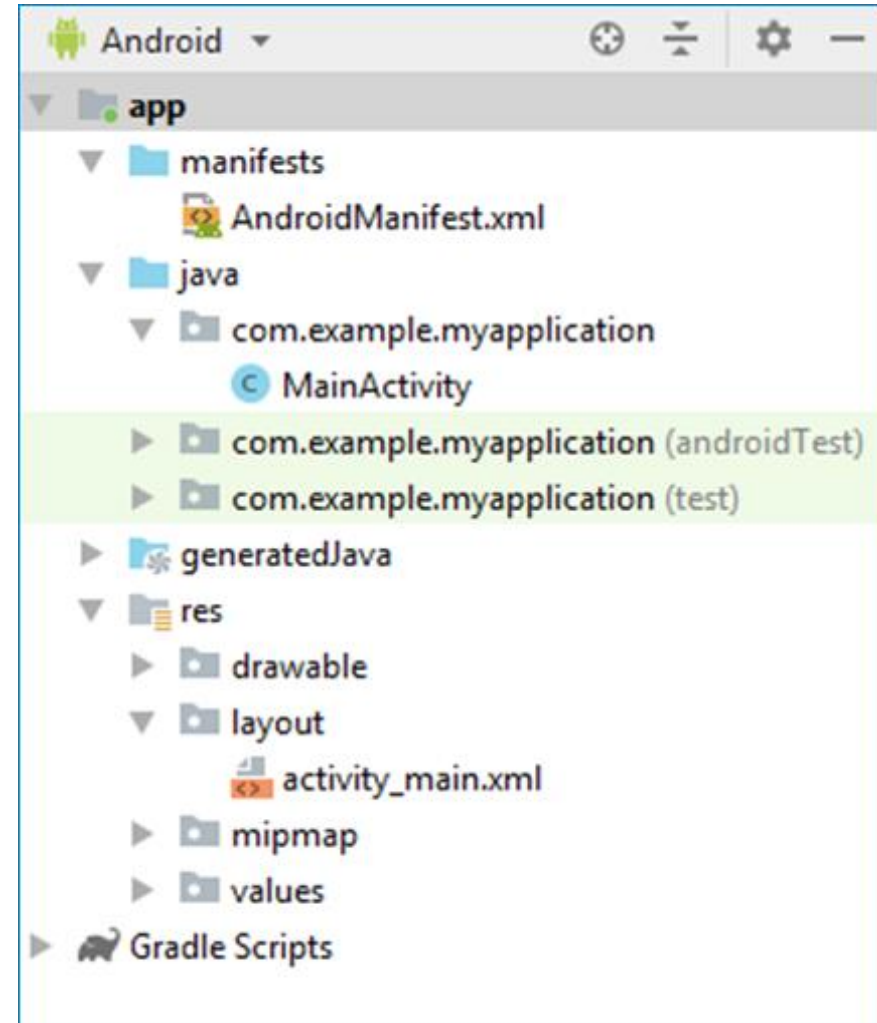 Android
app
manifests
AndroidManifest.xml
java
com.example.myapplication
C MainActivity
com.example.myapplication (androidTest)
com.example.myapplication (test)
generatedJava
res
drawable
layout
activity_main.xml
mipmap
values
Gradle Scripts